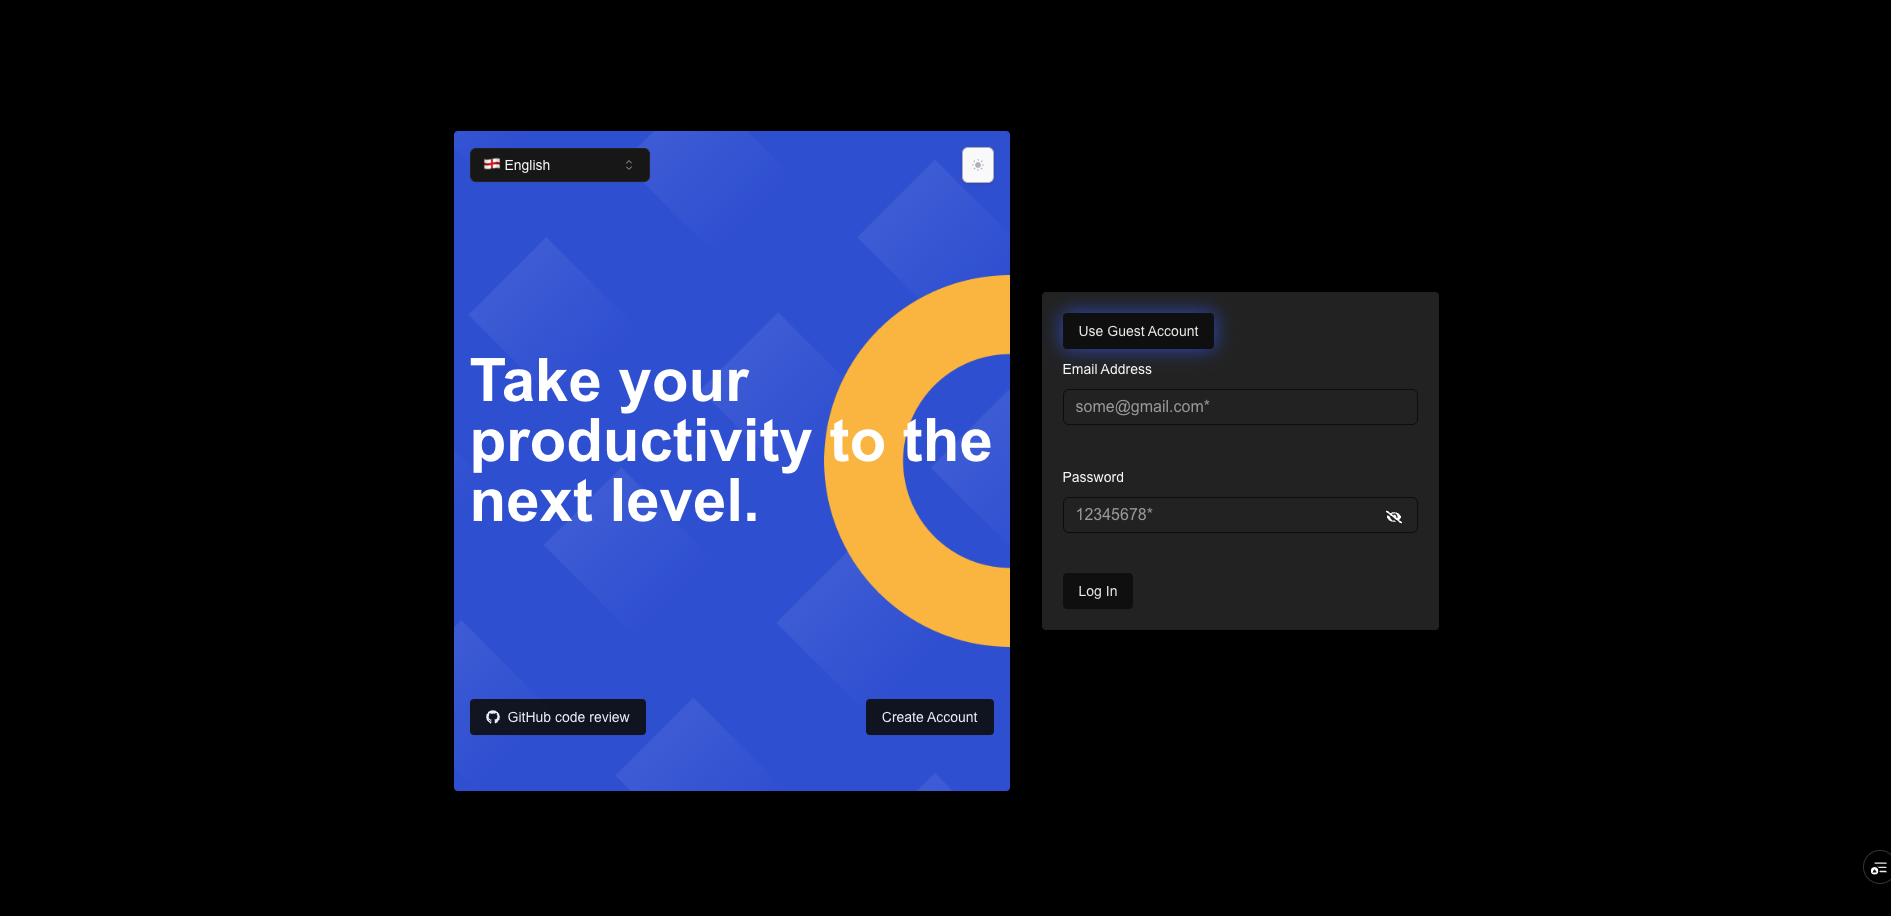 English
Take your
productivity to the
next level.
GitHub code review
Create Account
Use Guest Account
Email Address
some@gmail.com*
Password
12345678*
Log In